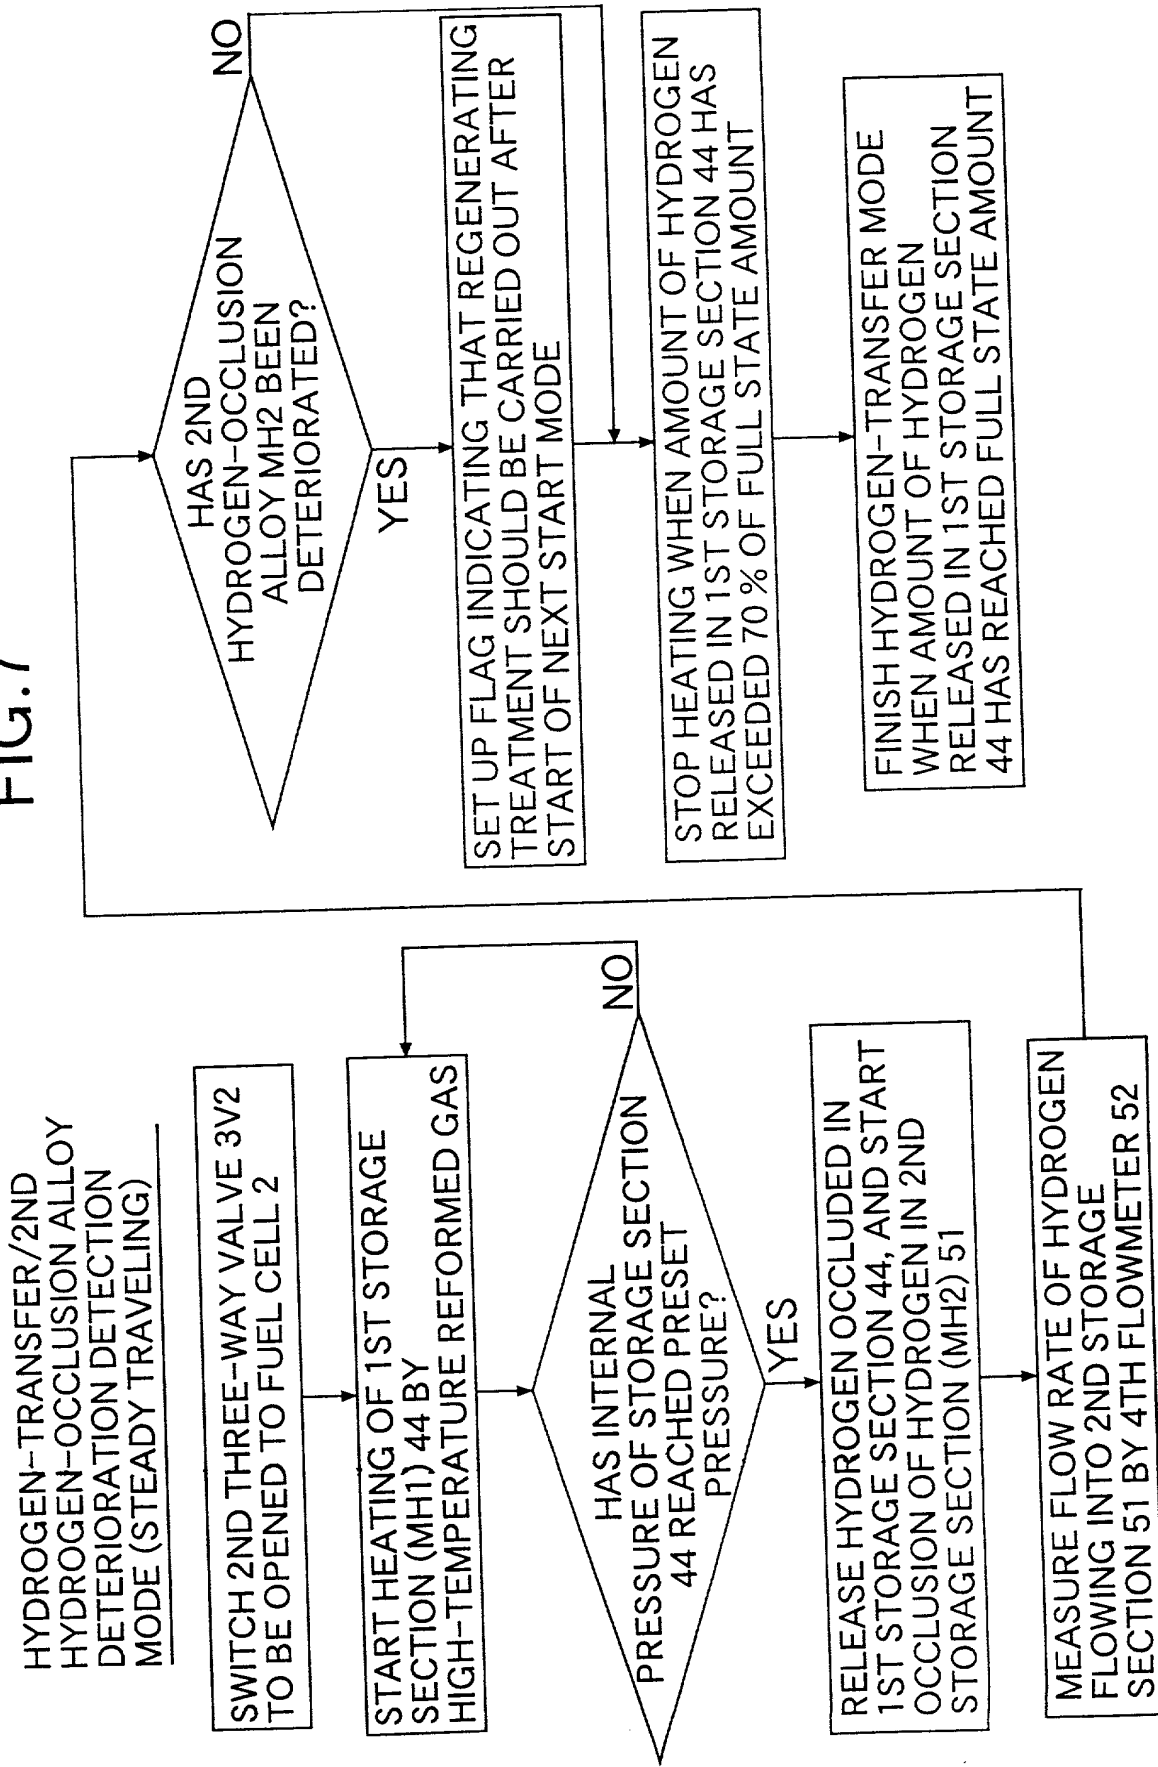 FIG.7
HYDROGEN-TRANSFER/2ND
HYDROGEN-OCCLUSION ALLOY
DETERIORATION DETECTION
MODE (STEADY TRAVELING)
SWITCH 2ND THREE-WAY VALVE 3V2
TO BE OPENED TO FUEL CELL 2
START HEATING OF 1ST STORAGE
SECTION (MH1) 44 BY
HIGH-TEMPERATURE REFORMED GAS
HAS INTERNAL
PRESSURE OF STORAGE SECTION
44 REACHED PRESET
PRESSURE?
NO
YES
RELEASE HYDROGEN OCCLUDED IN
1ST STORAGE SECTION 44, AND START
OCCLUSION OF HYDROGEN IN 2ND
STORAGE SECTION (MH2) 51
MEASURE FLOW RATE OF HYDROGEN
FLOWING INTO 2ND STORAGE
SECTION 51 BY 4TH FLOWMETER 52
HAS 2ND
HYDROGEN-OCCLUSION
ALLOY MH2 BEEN
DETERIORATED?
NO
YES
SET UP FLAG INDICATING THAT REGENERATING
TREATMENT SHOULD BE CARRIED OUT AFTER
START OF NEXT START MODE
STOP HEATING WHEN AMOUNT OF HYDROGEN
RELEASED IN 1ST STORAGE SECTION 44 HAS
EXCEEDED 70 % OF FULL STATE AMOUNT
FINISH HYDROGEN-TRANSFER MODE
WHEN AMOUNT OF HYDROGEN
RELEASED IN 1ST STORAGE SECTION
44 HAS REACHED FULL STATE AMOUNT